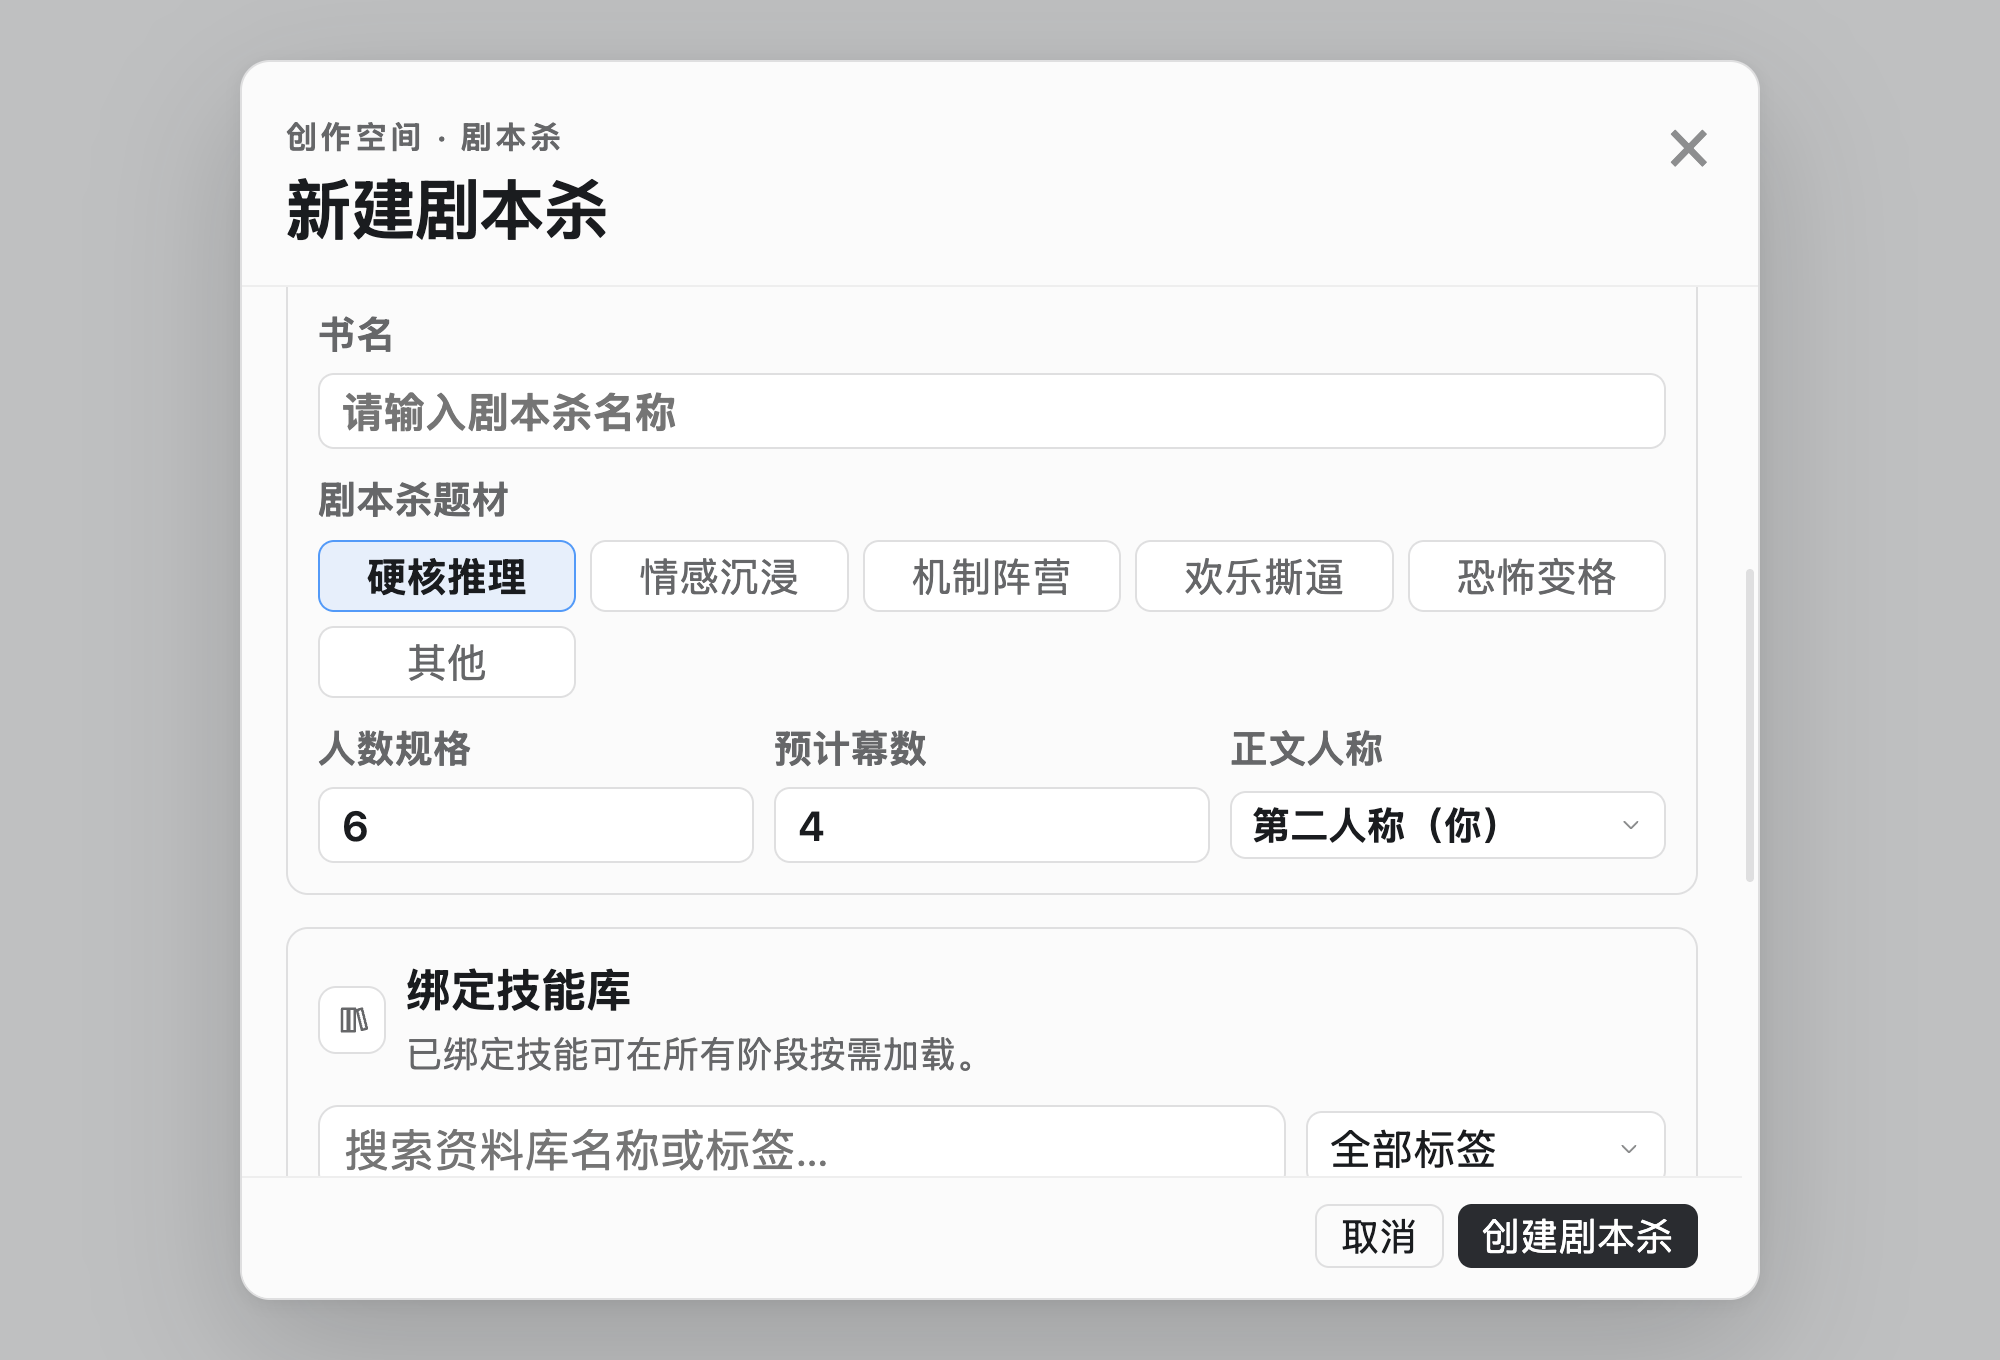 创作空间 · 剧本杀
新建剧本杀
书名
请输入剧本杀名称
剧本杀题材
硬核推理 情感沉浸 机制阵营 欢乐撕逼 恐怖变格
其他
人数规格 预计幕数 正文人称
6 4 第二人称（你）
绑定技能库
已绑定技能可在所有阶段按需加载。
搜索资料库名称或标签... 全部标签
取消 创建剧本杀